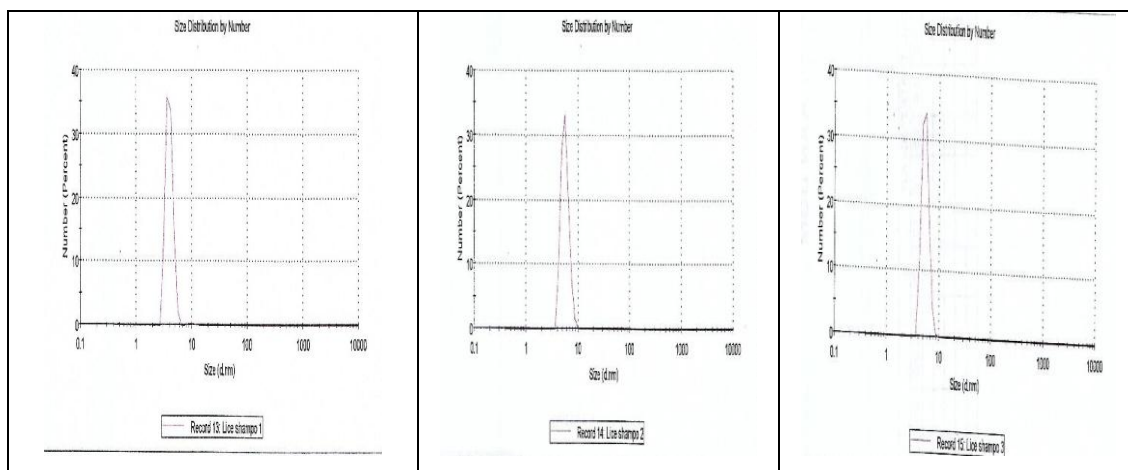 Size Distribution by Number
40
30
20
10
0
Number (Percent)
0.1 1 10 100 1000 10000
Size (d.nm)
Record 13: Lice shampo 1
Size Distribution by Number
40
30
20
10
0
Number (Percent)
0.1 1 10 100 1000 10000
Size (d.nm)
Record 14: Lice shampo 2
Size Distribution by Number
40
30
20
10
0
Number (Percent)
0.1 1 10 100 1000 10000
Size (d.nm)
Record 15: Lice shampo 3